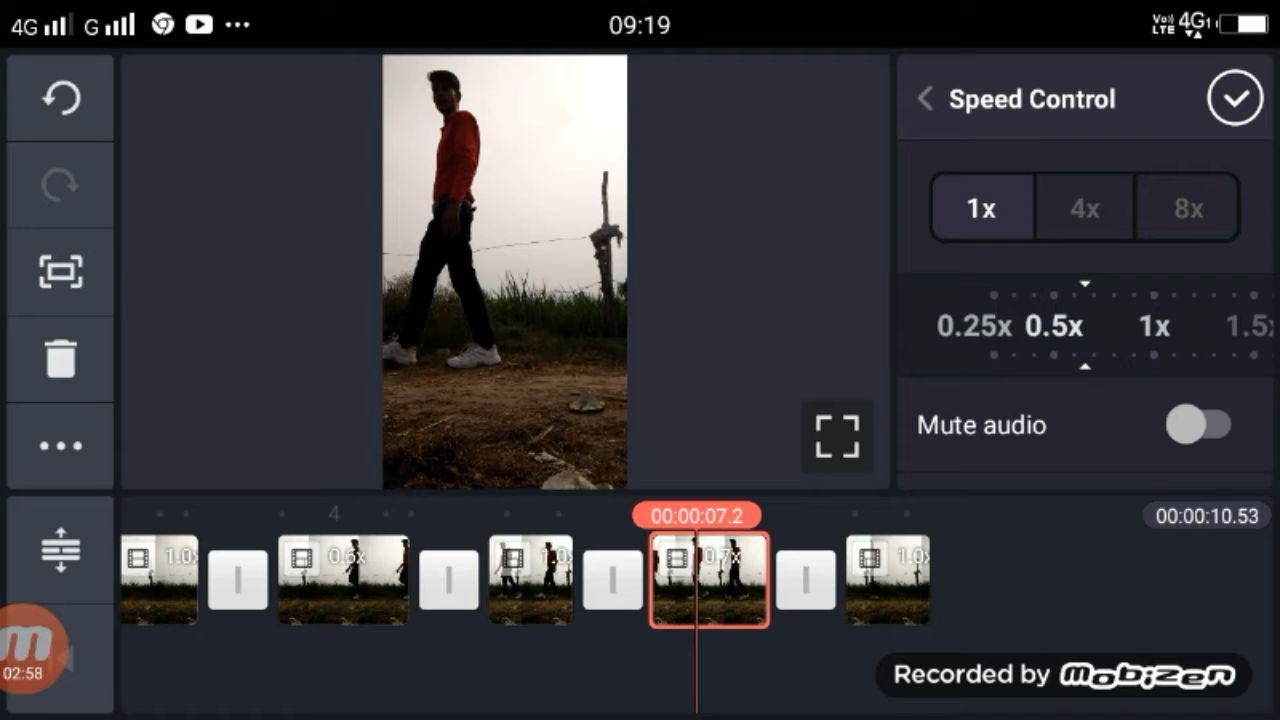 4G G 09:19 VoLTE 4G
Speed Control
1x 4x 8x
0.25x 0.5x 1x 1.5x
Mute audio
4 00:00:07.2 00:00:10.53
1.0x 0.6x 1.0x 0.7x 1.0x
02:58
Recorded by mobizen